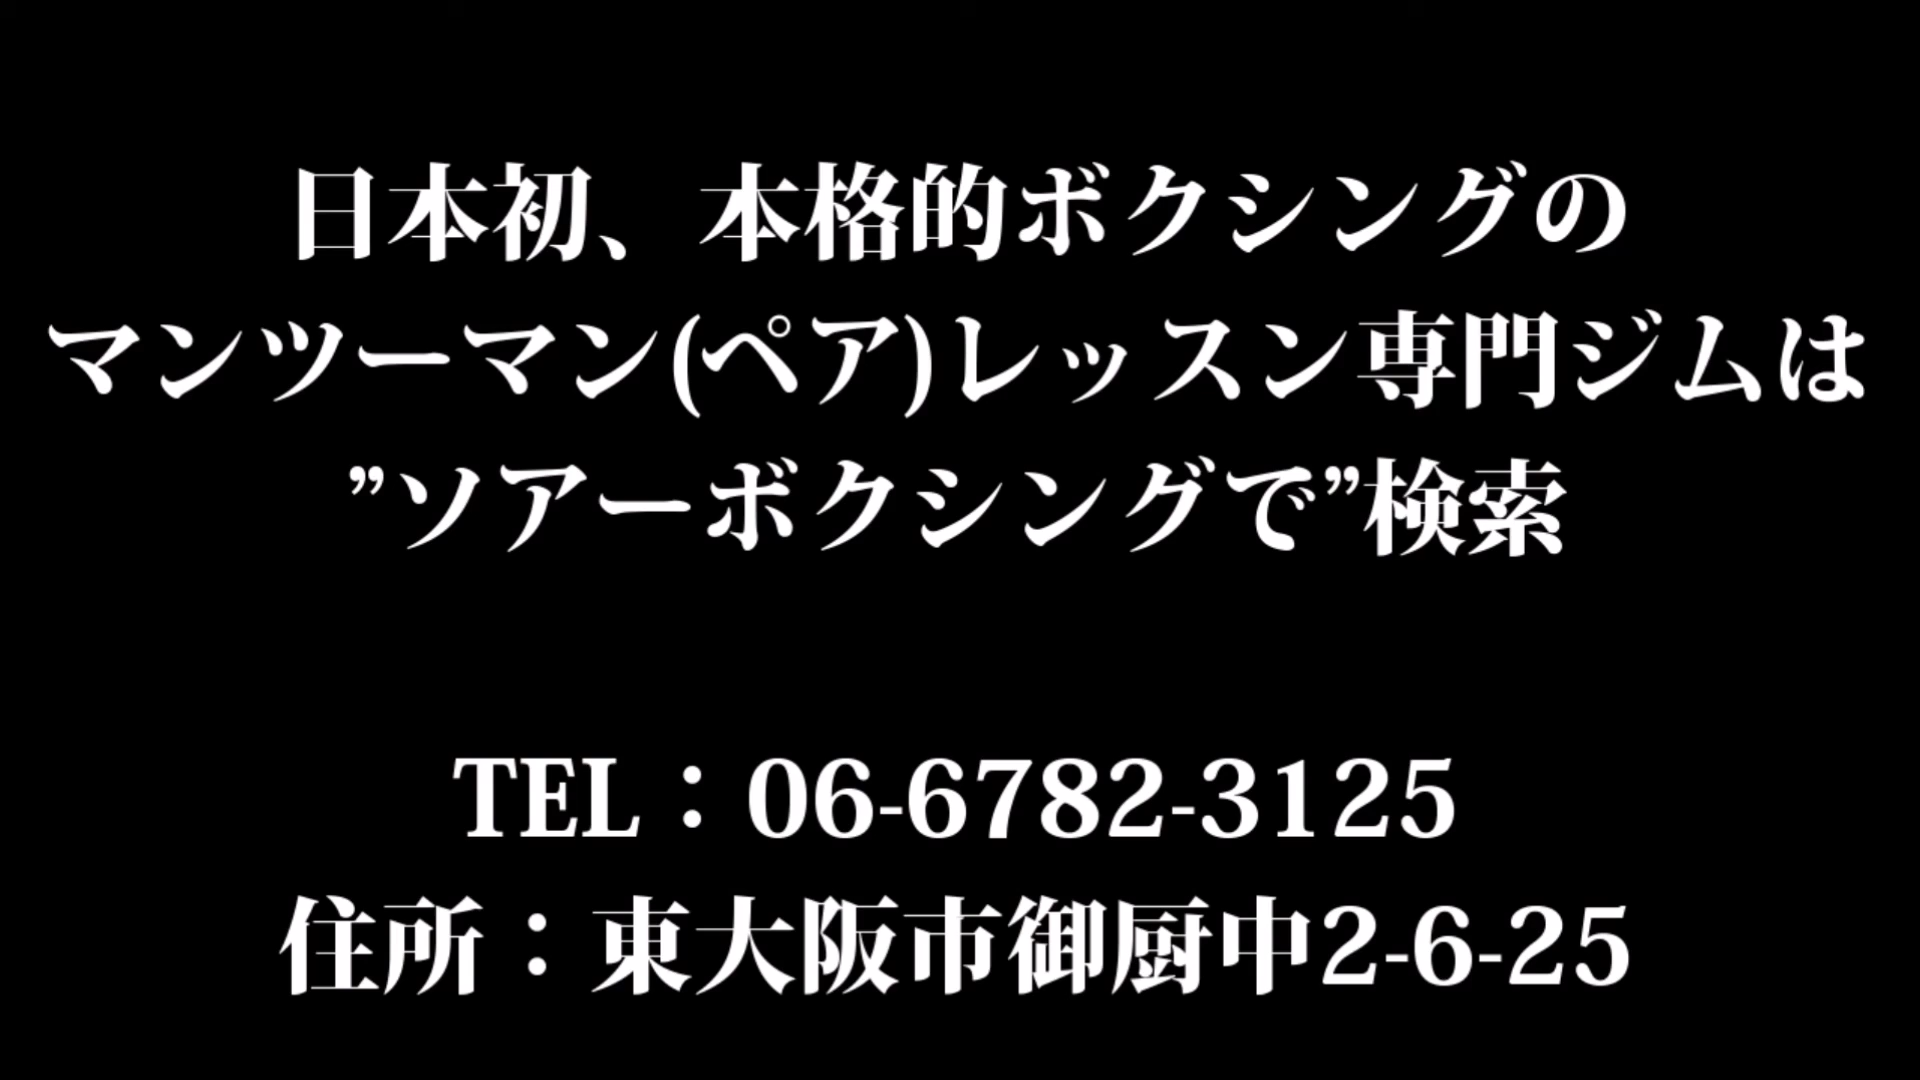 日本初、本格的ボクシングの
マンツーマン(ペア)レッスン専門ジムは
”ソアーボクシングで”検索
TEL：06-6782-3125
住所：東大阪市御厨中2-6-25